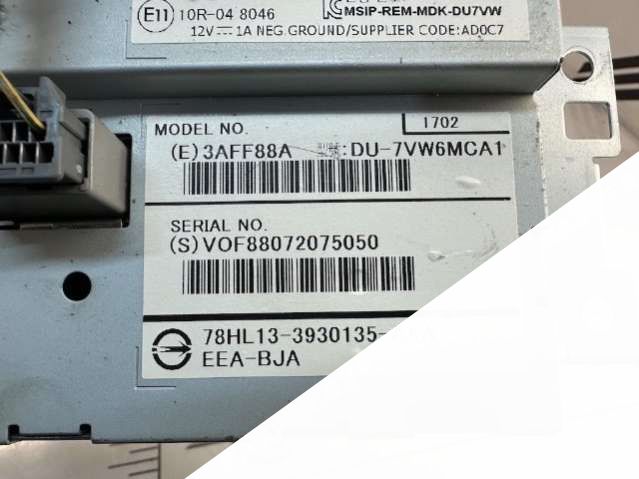 E11 10R-04 8046
MSIP-REM-MDK-DU7VW
12V⎓1A NEG.GROUND/SUPPLIER CODE:AD0C7
MODEL NO. 1702
(E)3AFF88A :DU-7VW6MCA1
SERIAL NO.
(S)VOF88072075050
78HL13-3930135-
EEA-BJA